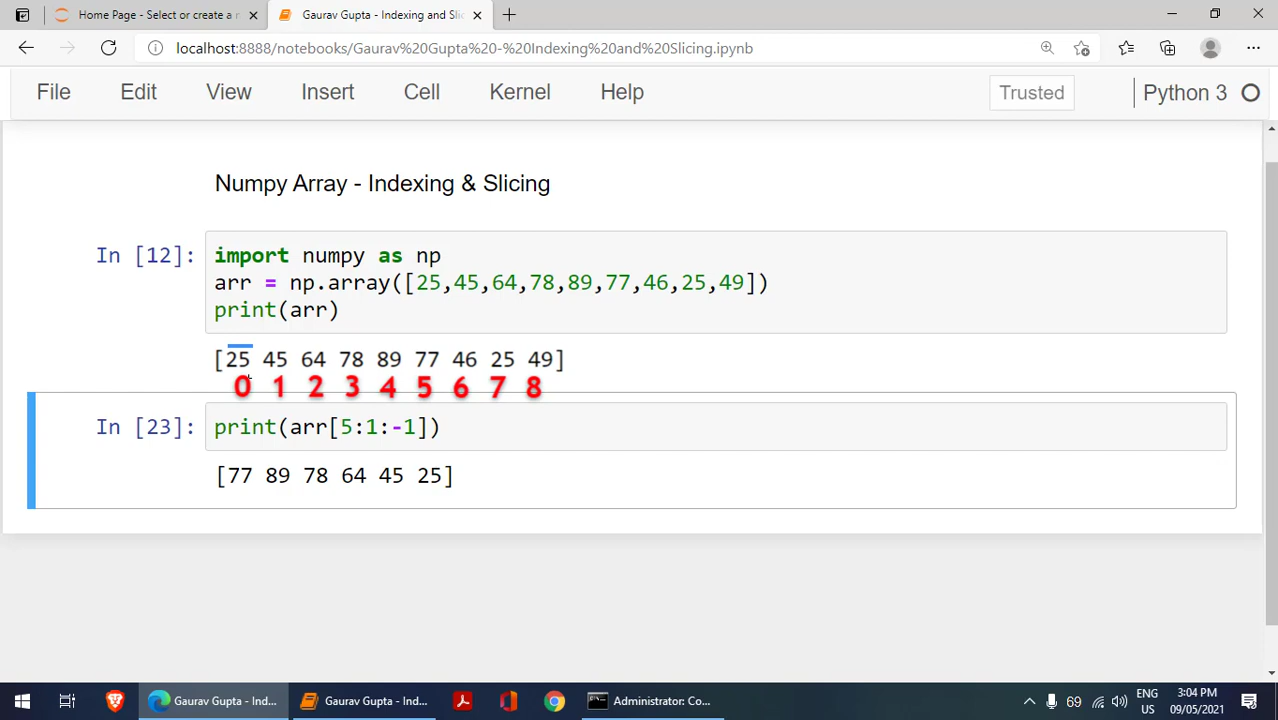 Home Page - Select or create a n
Gaurav Gupta - Indexing and Slic
localhost:8888/notebooks/Gaurav%20Gupta%20-%20Indexing%20and%20Slicing.ipynb
File Edit View Insert Cell Kernel Help Trusted Python 3
Numpy Array - Indexing & Slicing
In [12]: import numpy as np
arr = np.array([25,45,64,78,89,77,46,25,49])
print(arr)
[25 45 64 78 89 77 46 25 49]
0 1 2 3 4 5 6 7 8
In [23]: print(arr[5:1:-1])
[77 89 78 64 45 25]
Gaurav Gupta - Ind...
Gaurav Gupta - Ind...
Administrator: Co...
69
ENG
US
3:04 PM
09/05/2021